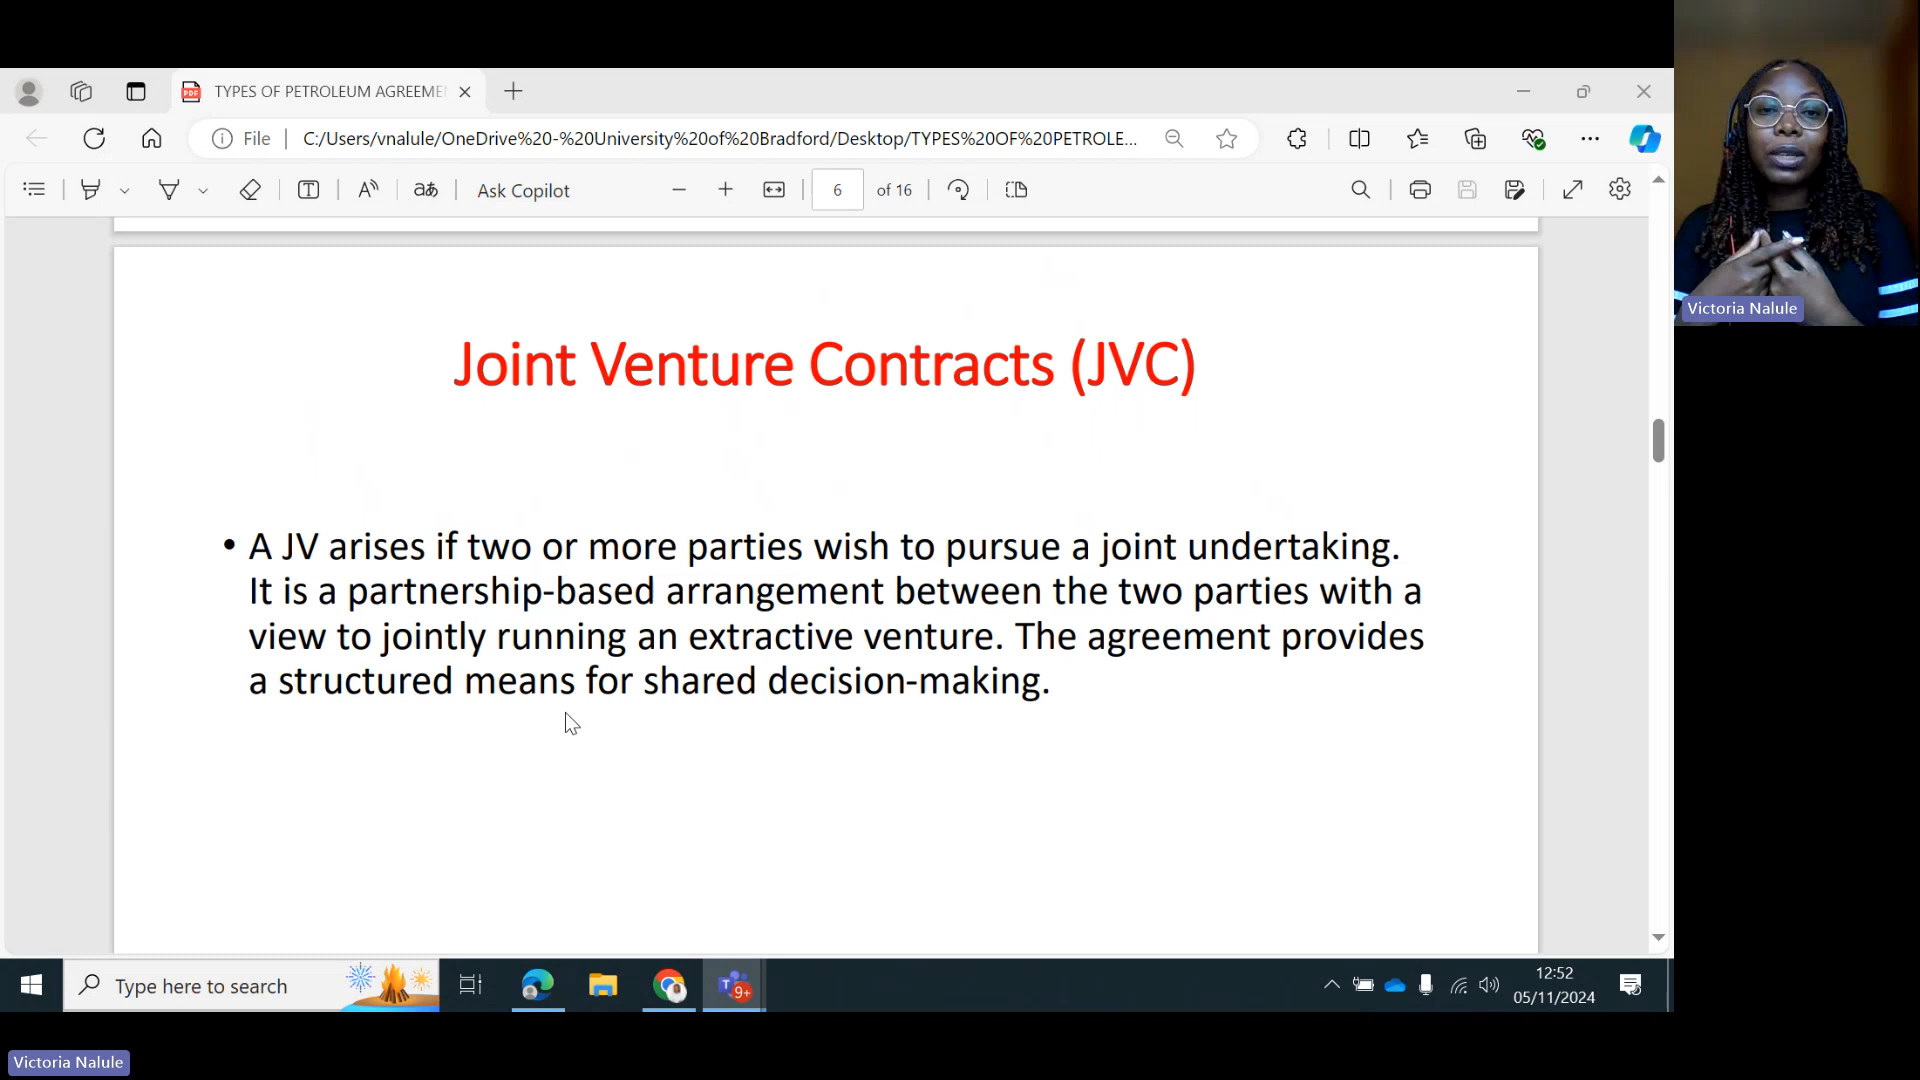 TYPES OF PETROLEUM AGREEME
File
C:/Users/vnalule/OneDrive%20-%20University%20of%20Bradford/Desktop/TYPES%20OF%20PETROLE...
Ask Copilot
6 of 16
Victoria Nalule
Joint Venture Contracts (JVC)
• A JV arises if two or more parties wish to pursue a joint undertaking.
It is a partnership-based arrangement between the two parties with a
view to jointly running an extractive venture. The agreement provides
a structured means for shared decision-making.
Type here to search
9+
12:52
05/11/2024
Victoria Nalule